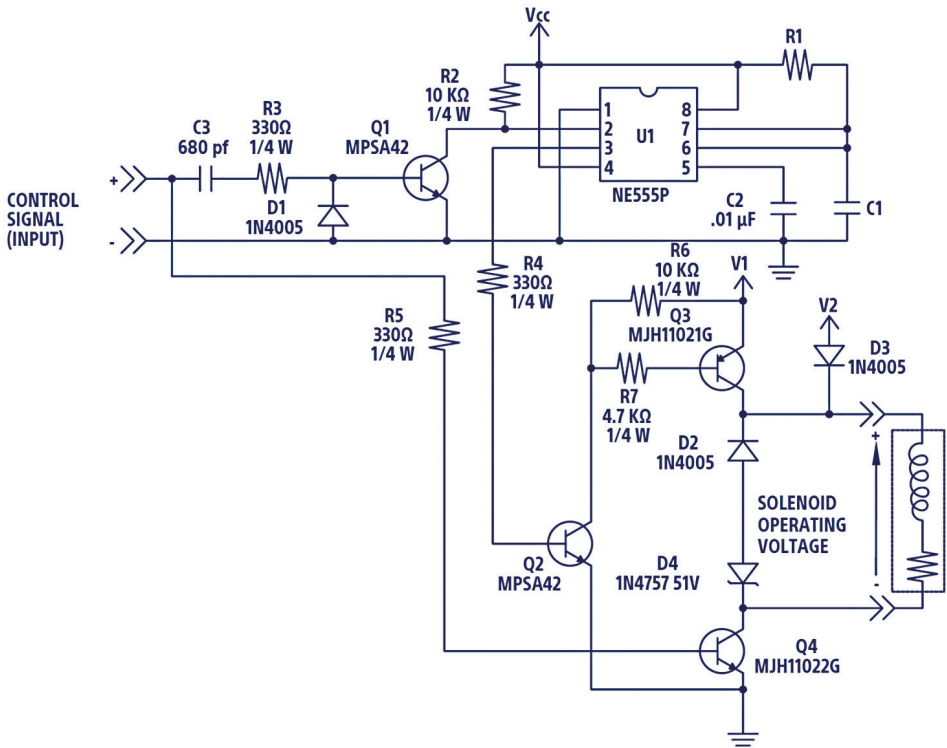 Vcc
R1
R2
10 KΩ
1/4 W
R3
330Ω
1/4 W
C3
680 pf
Q1
MPSA42
1
2
3
4
8
7
6
5
U1
NE555P
+
CONTROL
SIGNAL
(INPUT)
-
D1
1N4005
C2
.01 µF
C1
R4
330Ω
1/4 W
R6
10 KΩ
1/4 W
V1
R5
330Ω
1/4 W
Q3
MJH11021G
V2
D3
1N4005
R7
4.7 KΩ
1/4 W
D2
1N4005
+
SOLENOID
OPERATING
VOLTAGE
-
Q2
MPSA42
D4
1N4757 51V
Q4
MJH11022G